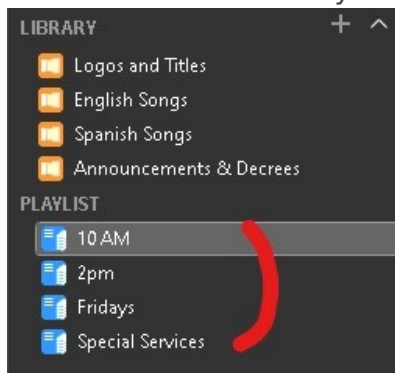 LIBRARY
Logos and Titles
English Songs
Spanish Songs
Announcements & Decrees
PLAYLIST
10 AM
2pm
Fridays
Special Services